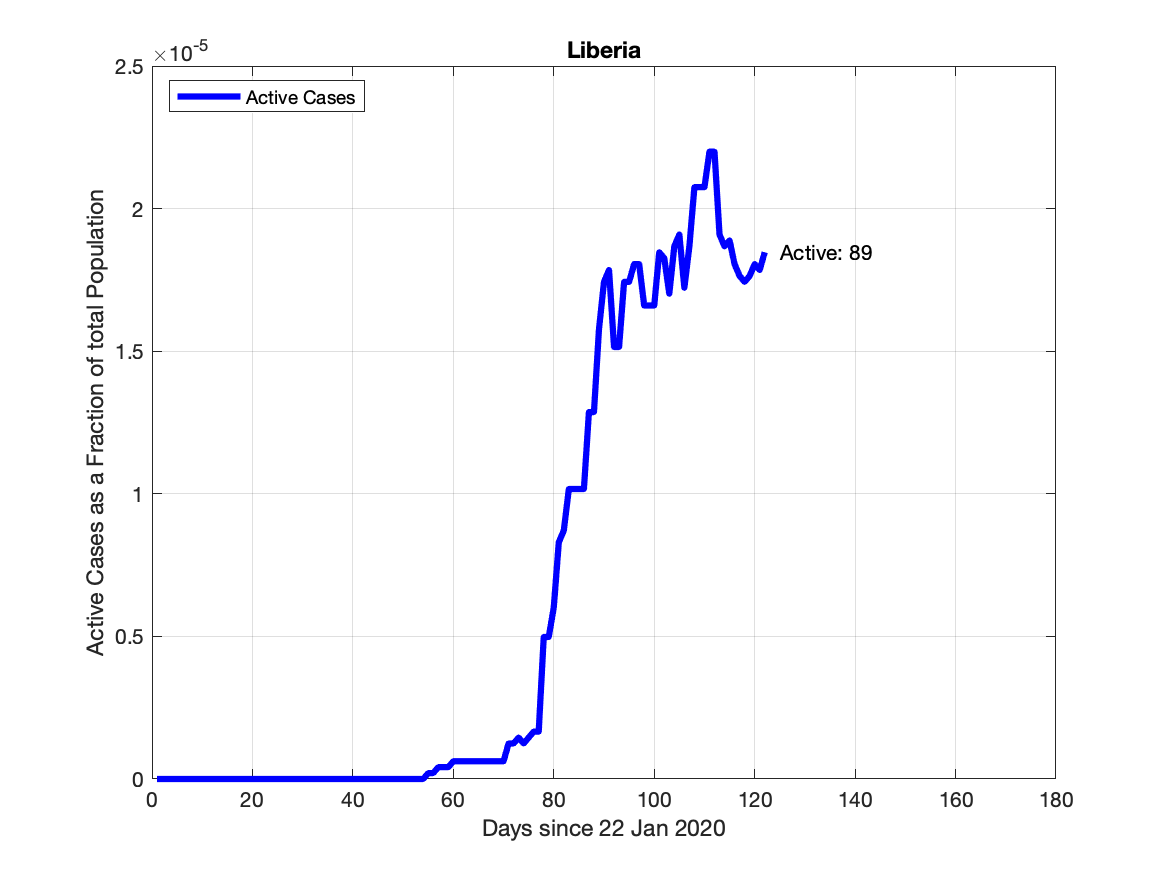 Liberia
×10-5
2.5
2
1.5
1
0.5
0
Active Cases as a Fraction of total Population
Active Cases
Active: 89
0 20 40 60 80 100 120 140 160 180
Days since 22 Jan 2020